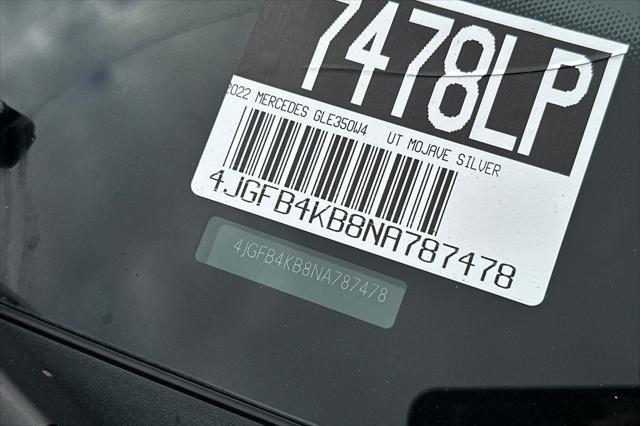 7478LP
2022 MERCEDES GLE350W4 UT MOJAVE SILVER
4JGFB4KB8NA787478
4JGFB4KB8NA787478